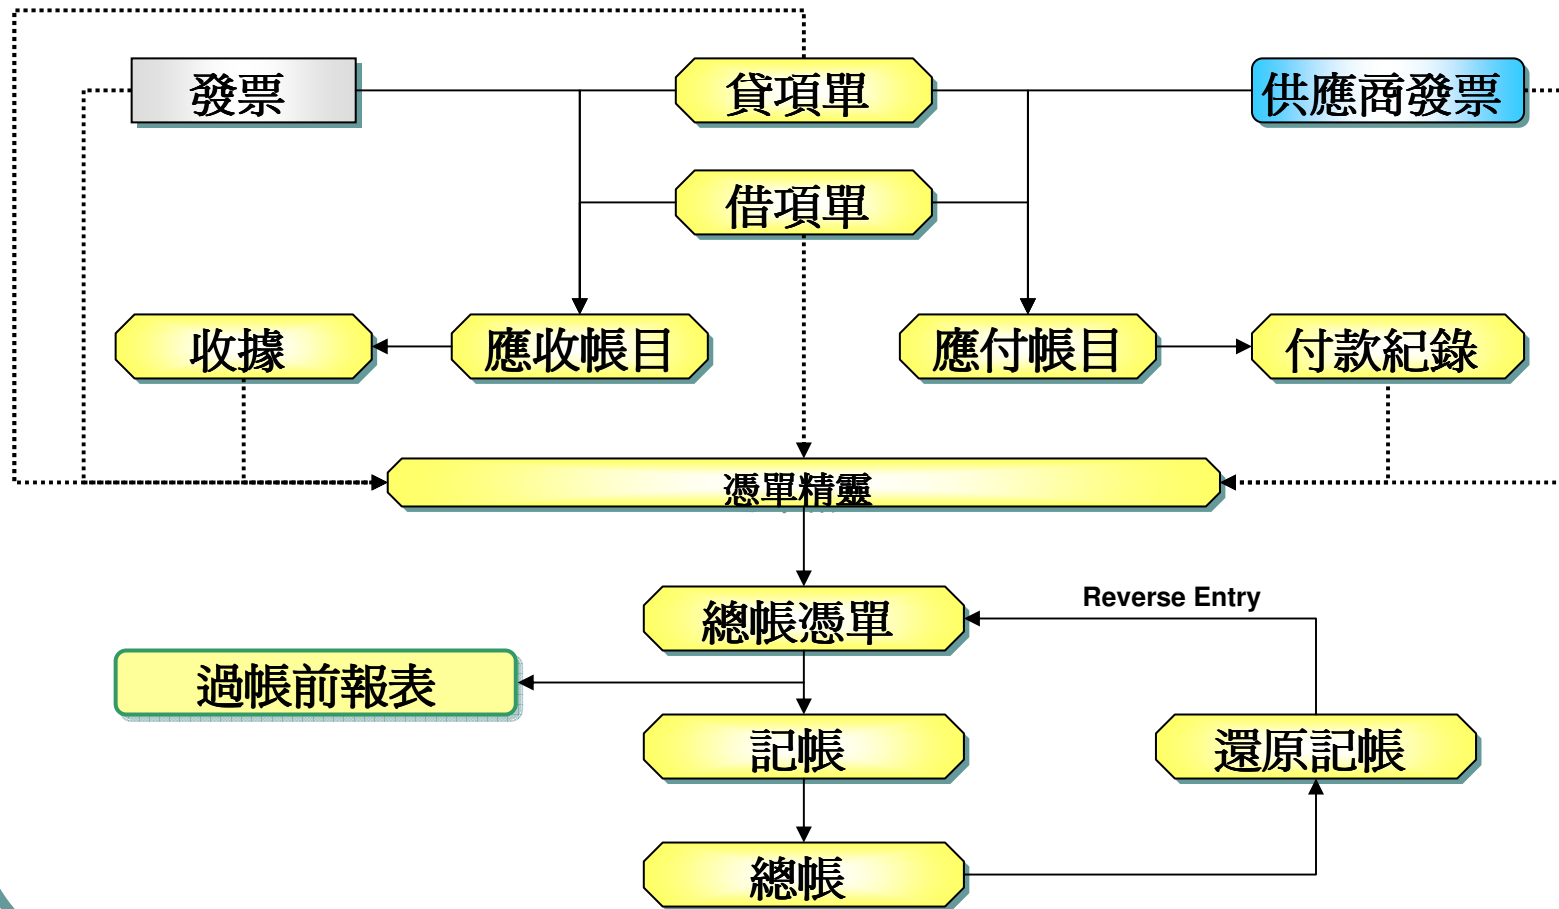 發票
貸項單
供應商發票
借項單
收據
應收帳目
應付帳目
付款紀錄
憑單精靈
總帳憑單
Reverse Entry
過帳前報表
記帳
還原記帳
總帳